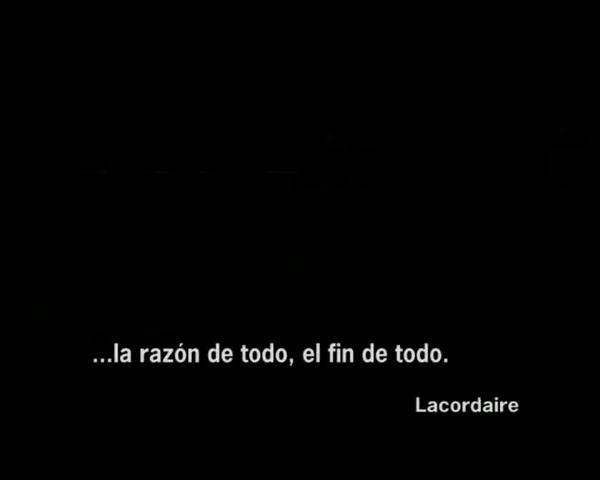 ...la razón de todo, el fin de todo.
Lacordaire